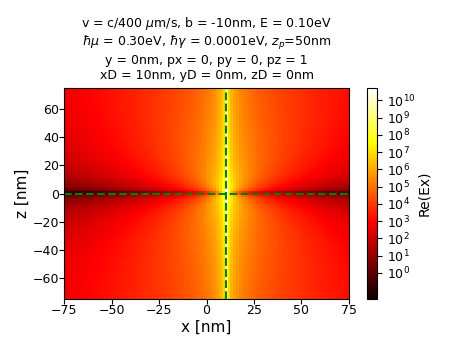 v = c/400 μm/s, b = -10nm, E = 0.10eV
ℏμ = 0.30eV, ℏγ = 0.0001eV, z_p=50nm
y = 0nm, px = 0, py = 0, pz = 1
xD = 10nm, yD = 0nm, zD = 0nm
60
40
20
0
−20
−40
−60
z [nm]
−75 −50 −25 0 25 50 75
x [nm]
10^10
10^9
10^8
10^7
10^6
10^5
10^4
10^3
10^2
10^1
10^0
Re(Ex)